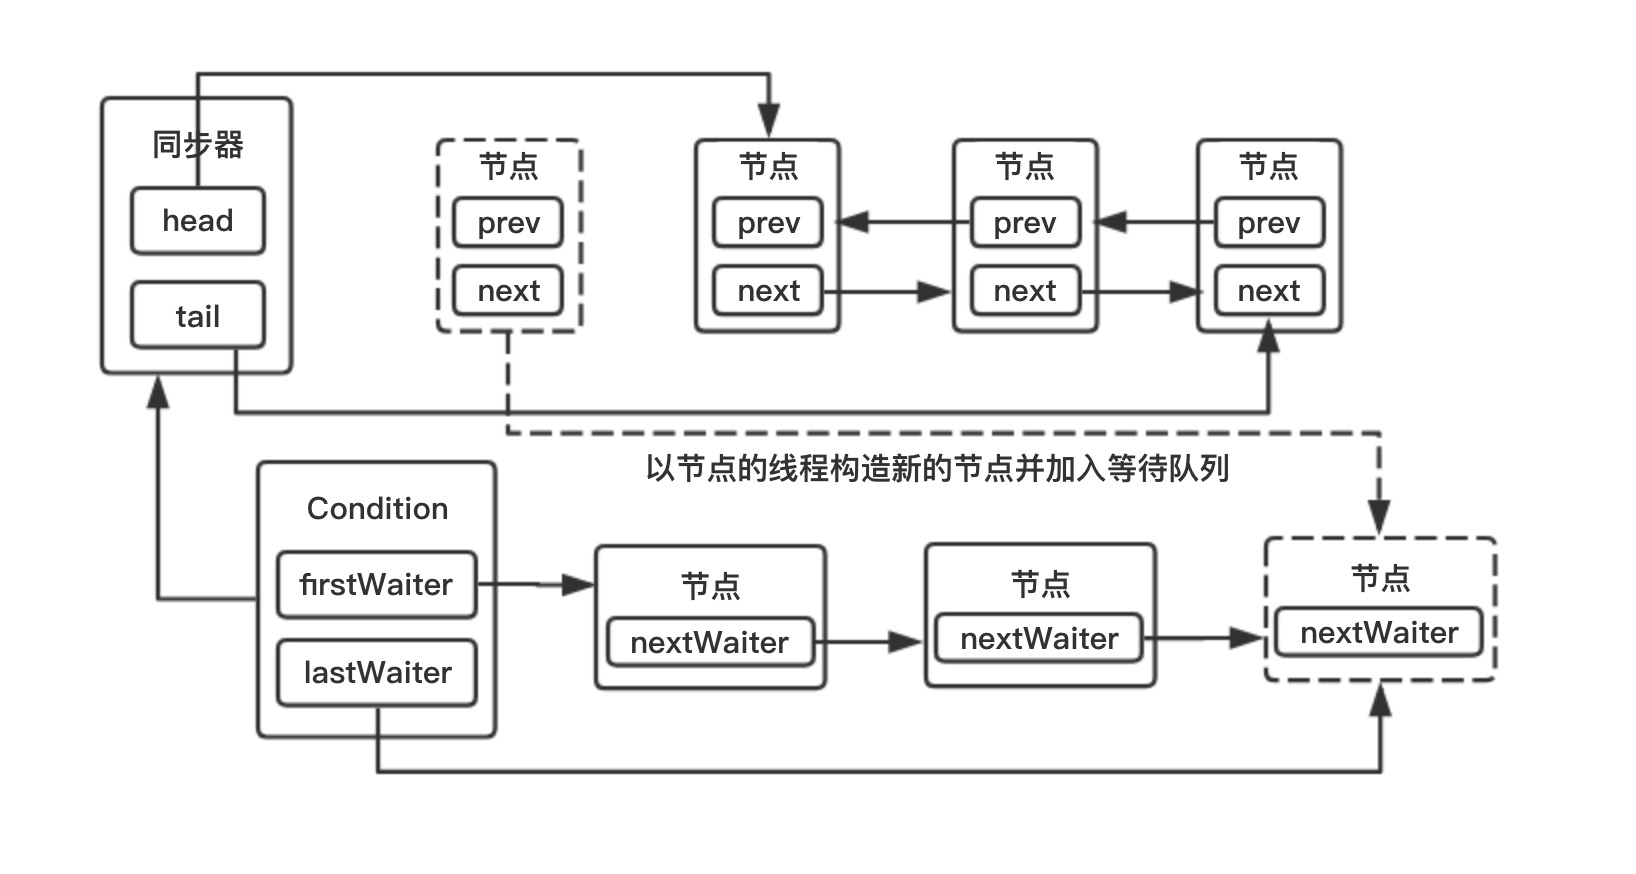 同步器
head
tail
节点
prev
next
节点
prev
next
节点
prev
next
节点
prev
next
以节点的线程构造新的节点并加入等待队列
Condition
firstWaiter
lastWaiter
节点
nextWaiter
节点
nextWaiter
节点
nextWaiter